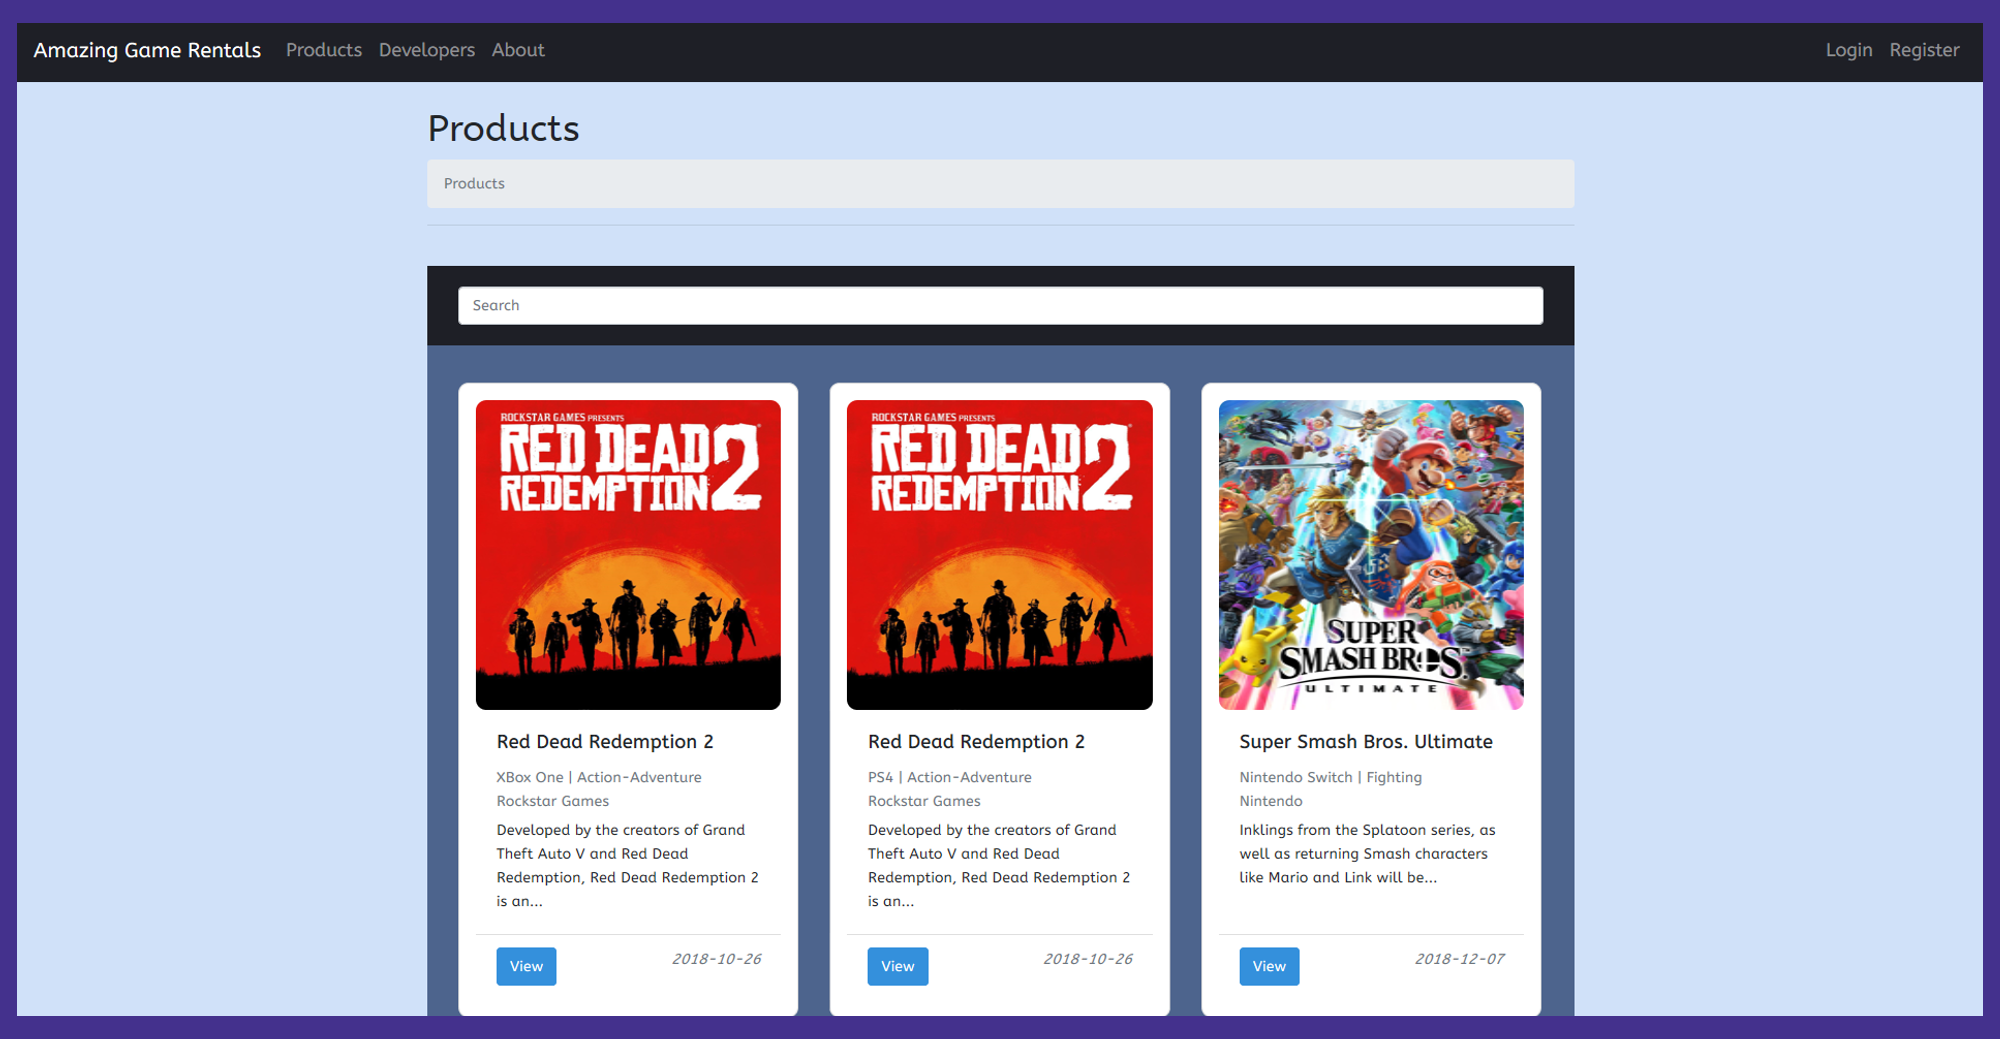 Amazing Game Rentals Products Developers About Login Register
Products
Products
Search
ROCKSTAR GAMES PRESENTS
RED DEAD
REDEMPTION 2
Red Dead Redemption 2
XBox One | Action-Adventure
Rockstar Games
Developed by the creators of Grand
Theft Auto V and Red Dead
Redemption, Red Dead Redemption 2
is an...
View 2018-10-26
ROCKSTAR GAMES PRESENTS
RED DEAD
REDEMPTION 2
Red Dead Redemption 2
PS4 | Action-Adventure
Rockstar Games
Developed by the creators of Grand
Theft Auto V and Red Dead
Redemption, Red Dead Redemption 2
is an...
View 2018-10-26
SUPER
SMASH BROS.
ULTIMATE
Super Smash Bros. Ultimate
Nintendo Switch | Fighting
Nintendo
Inklings from the Splatoon series, as
well as returning Smash characters
like Mario and Link will be...
View 2018-12-07